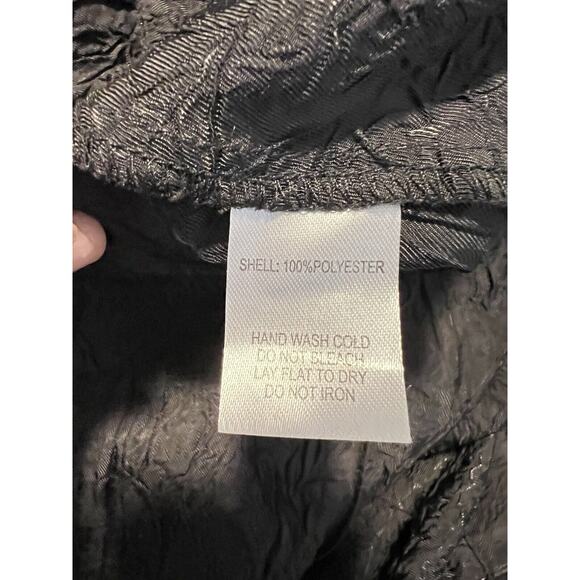 SHELL: 100%POLYESTER
HAND WASH COLD
DO NOT BLEACH
LAY FLAT TO DRY
DO NOT IRON